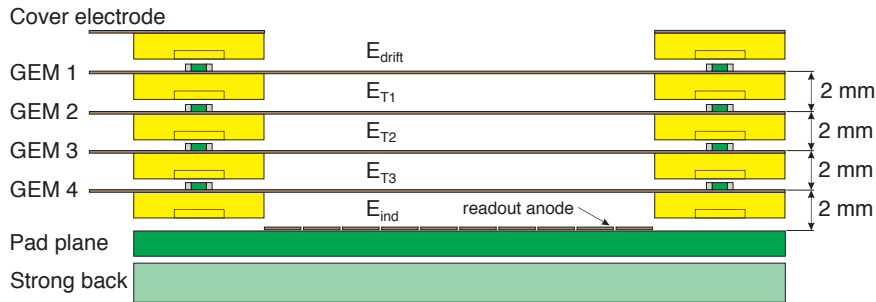 Cover electrode
E_drift
GEM 1
E_T1
2 mm
GEM 2
E_T2
2 mm
GEM 3
E_T3
2 mm
GEM 4
E_ind
readout anode
2 mm
Pad plane
Strong back